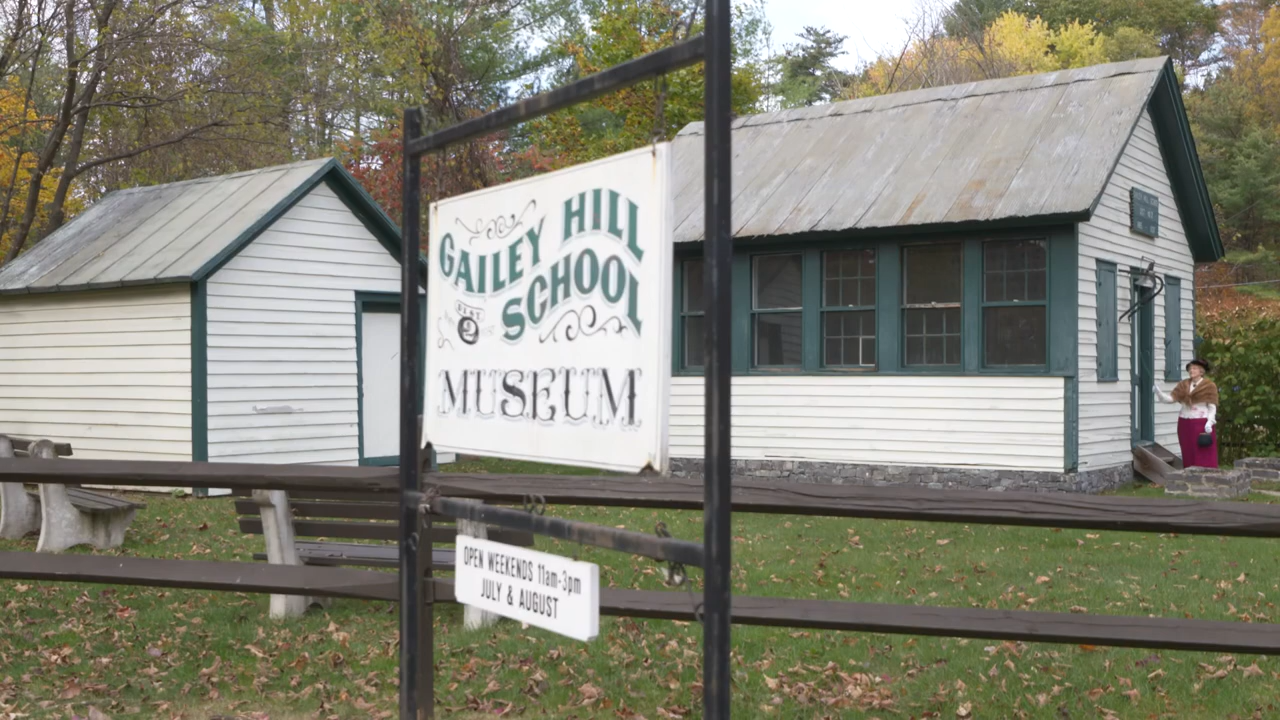 GAILEY HILL
SCHOOL
MUSEUM
OPEN WEEKENDS 11am-3pm
JULY & AUGUST